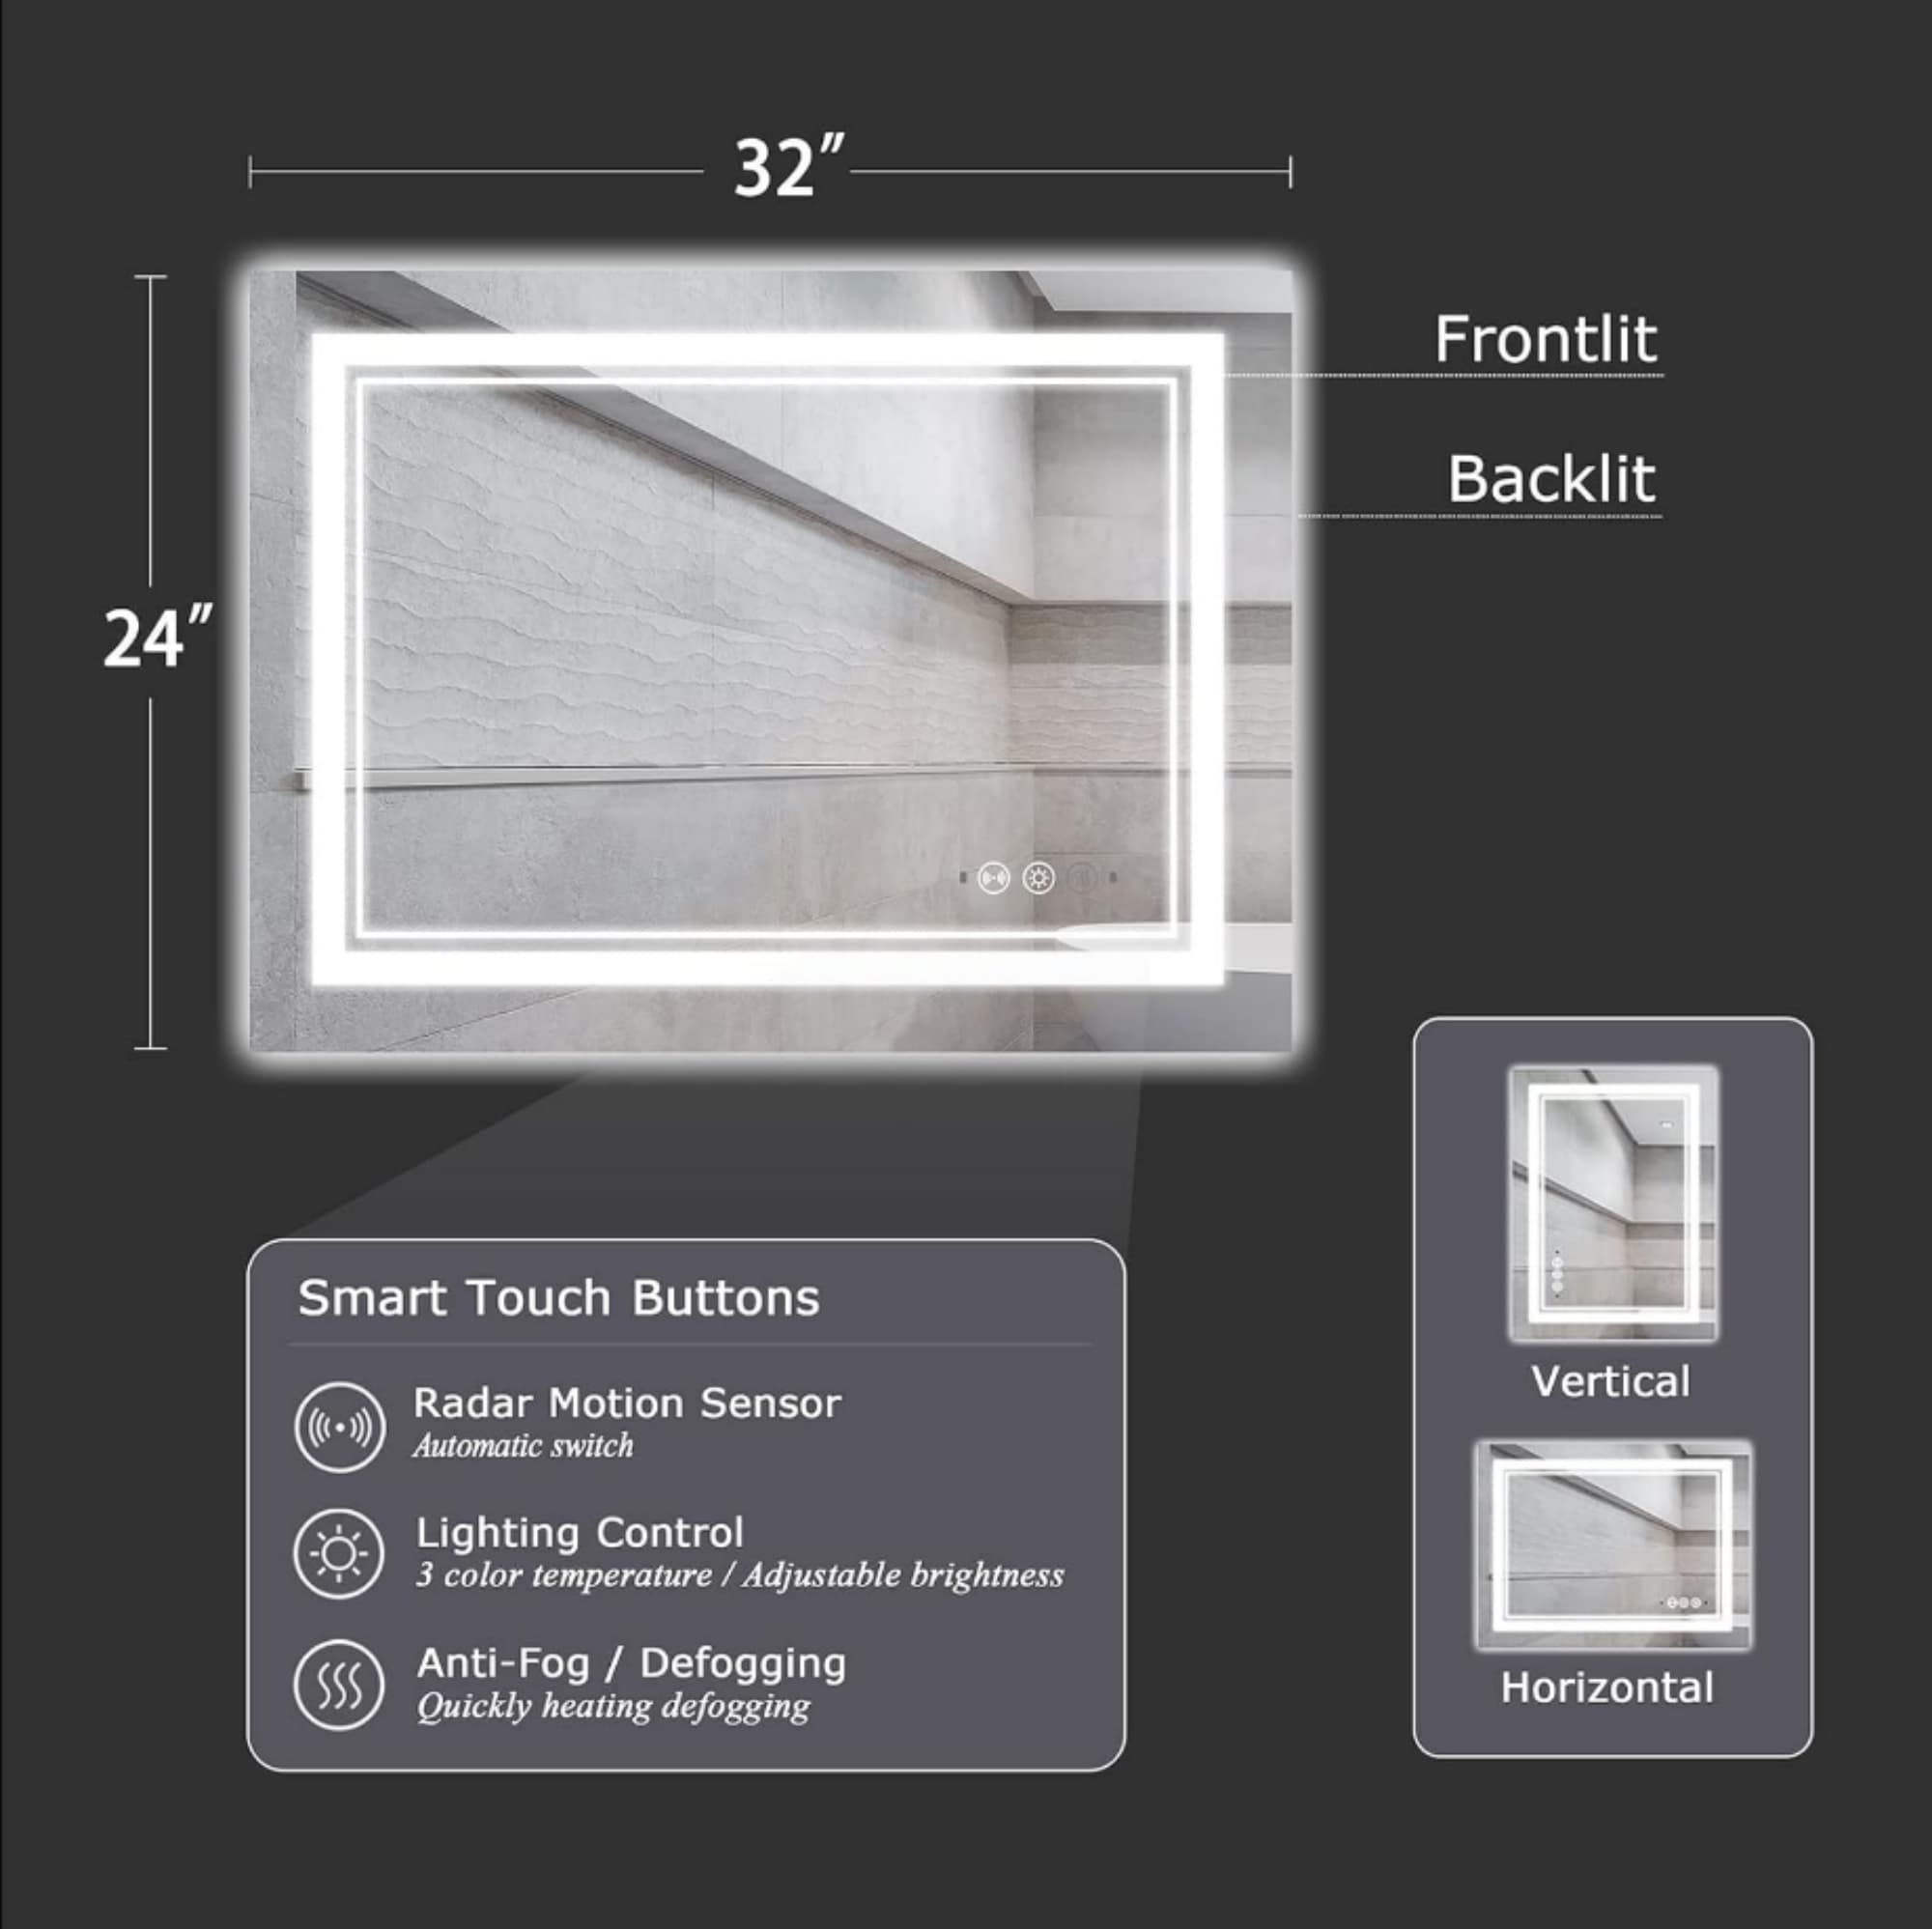 32"
24"
Frontlit
Backlit
Smart Touch Buttons
Radar Motion Sensor
Automatic switch
Lighting Control
3 color temperature / Adjustable brightness
Anti-Fog / Defogging
Quickly heating defogging
Vertical
Horizontal